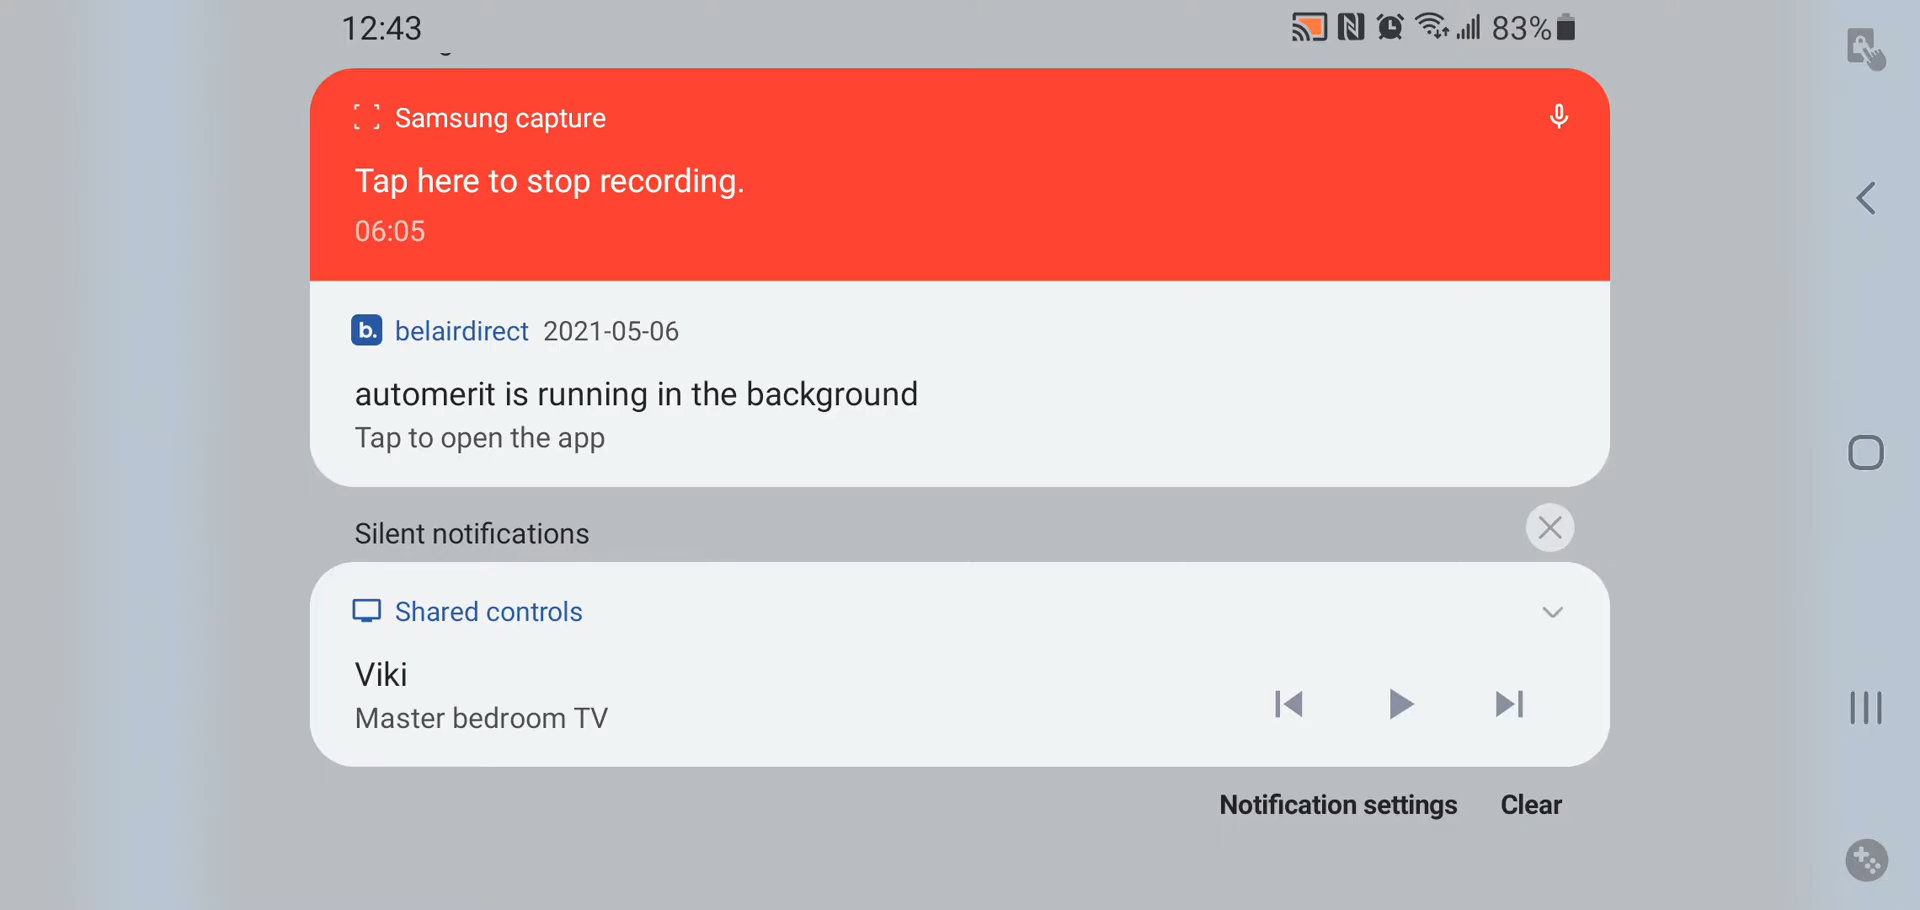 12:43 83%
Samsung capture
Tap here to stop recording.
06:05
b. belairdirect 2021-05-06
automerit is running in the background
Tap to open the app
Silent notifications
Shared controls
Viki
Master bedroom TV
Notification settings Clear